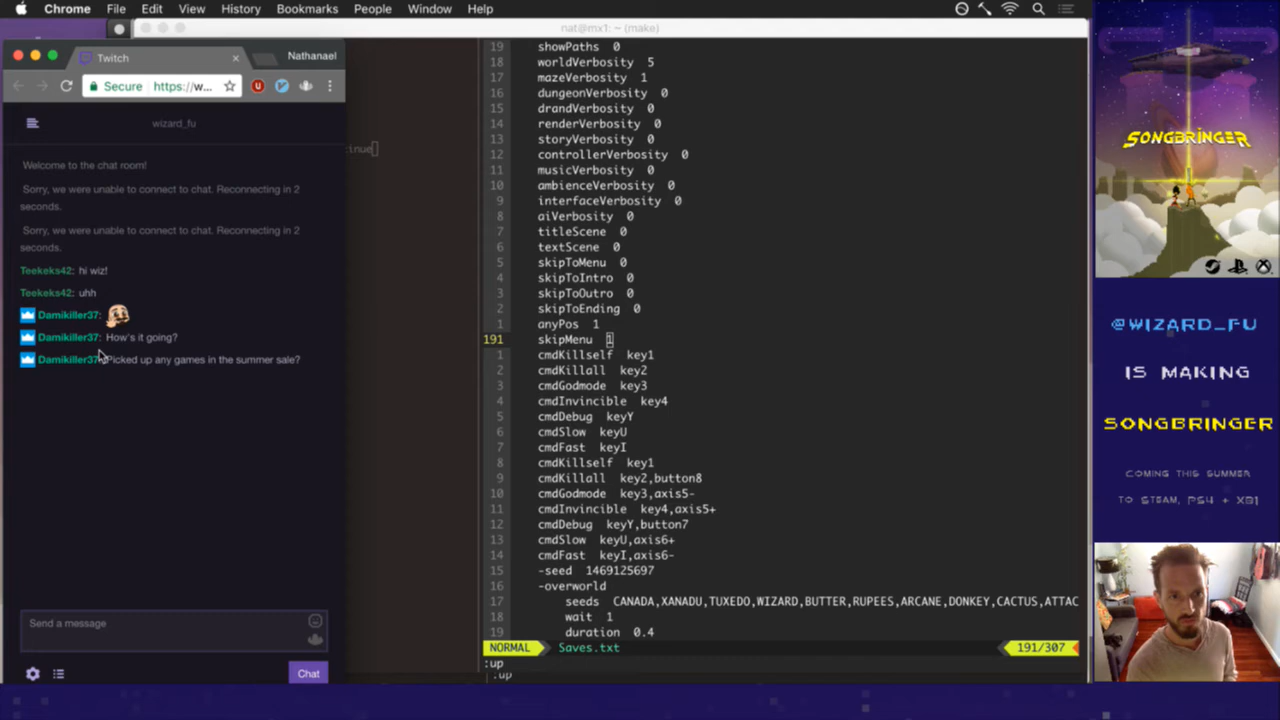 Chrome File Edit View History Bookmarks People Window Help
nat@mx1: ~ (make)
Twitch
Nathanael
Secure https://w...
wizard_fu
Welcome to the chat room!
Sorry, we were unable to connect to chat. Reconnecting in 2
seconds.
Sorry, we were unable to connect to chat. Reconnecting in 2
seconds.
Teekeks42: hi wiz!
Teekeks42: uhh
Damikiller37:
Damikiller37: How's it going?
Damikiller37: Picked up any games in the summer sale?
Send a message
Chat
tinue
19 showPaths 0
18 worldVerbosity 5
17 mazeVerbosity 1
16 dungeonVerbosity 0
15 drandVerbosity 0
14 renderVerbosity 0
13 storyVerbosity 0
12 controllerVerbosity 0
11 musicVerbosity 0
10 ambienceVerbosity 0
9 interfaceVerbosity 0
8 aiVerbosity 0
7 titleScene 0
6 textScene 0
5 skipToMenu 0
4 skipToIntro 0
3 skipToOutro 0
2 skipToEnding 0
1 anyPos 1
191 skipMenu 1
1 cmdKillself key1
2 cmdKillall key2
3 cmdGodmode key3
4 cmdInvincible key4
5 cmdDebug keyY
6 cmdSlow keyU
7 cmdFast keyI
8 cmdKillself key1
9 cmdKillall key2,button8
10 cmdGodmode key3,axis5-
11 cmdInvincible key4,axis5+
12 cmdDebug keyY,button7
13 cmdSlow keyU,axis6+
14 cmdFast keyI,axis6-
15 -seed 1469125697
16 -overworld
17 seeds CANADA,XANADU,TUXEDO,WIZARD,BUTTER,RUPEES,ARCANE,DONKEY,CACTUS,ATTAC
18 wait 1
19 duration 0.4
NORMAL Saves.txt 191/307
:up
:up
SONGBRINGER
@WIZARD_FU
IS MAKING
SONGBRINGER
COMING THIS SUMMER
TO STEAM, PS4 + XB1